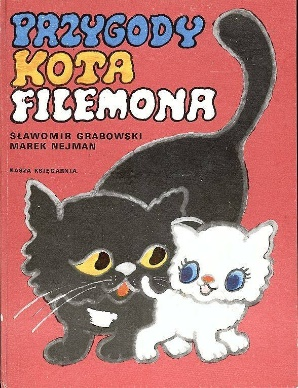 PRZYGODY
KOTA
FILEMONA
SŁAWOMIR GRABOWSKI
MAREK NEJMAN
NASZA KSIĘGARNIA